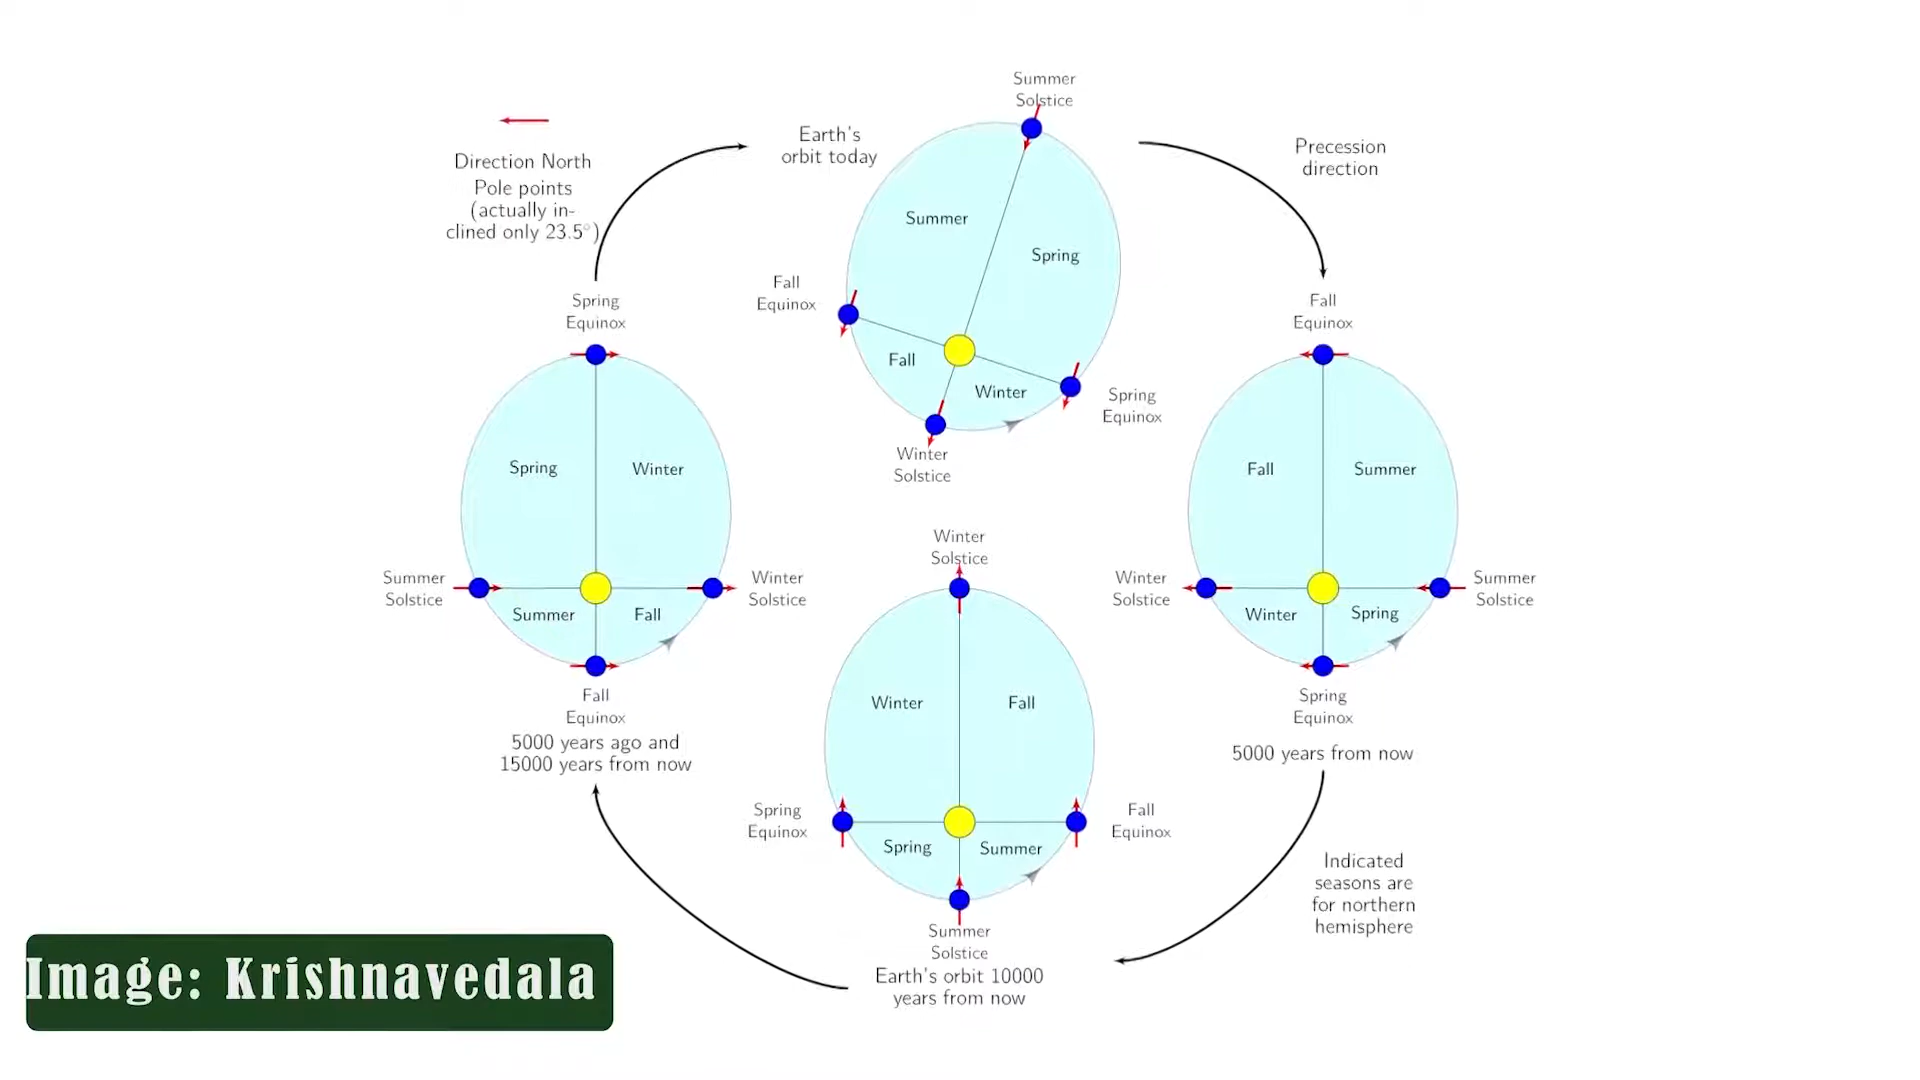 Direction North
Pole points
(actually in-
clined only 23.5°)
Earth's
orbit today
Summer
Solstice
Summer
Spring
Fall
Equinox
Fall
Winter
Spring
Equinox
Winter
Solstice
Precession
direction
Spring
Equinox
Spring
Winter
Summer
Solstice
Winter
Solstice
Summer
Fall
Fall
Equinox
5000 years ago and
15000 years from now
Fall
Equinox
Fall
Summer
Winter
Solstice
Summer
Solstice
Winter
Spring
Spring
Equinox
5000 years from now
Winter
Solstice
Winter
Fall
Spring
Equinox
Fall
Equinox
Spring
Summer
Summer
Solstice
Earth's orbit 10000
years from now
Indicated
seasons are
for northern
hemisphere
Image: Krishnavedala